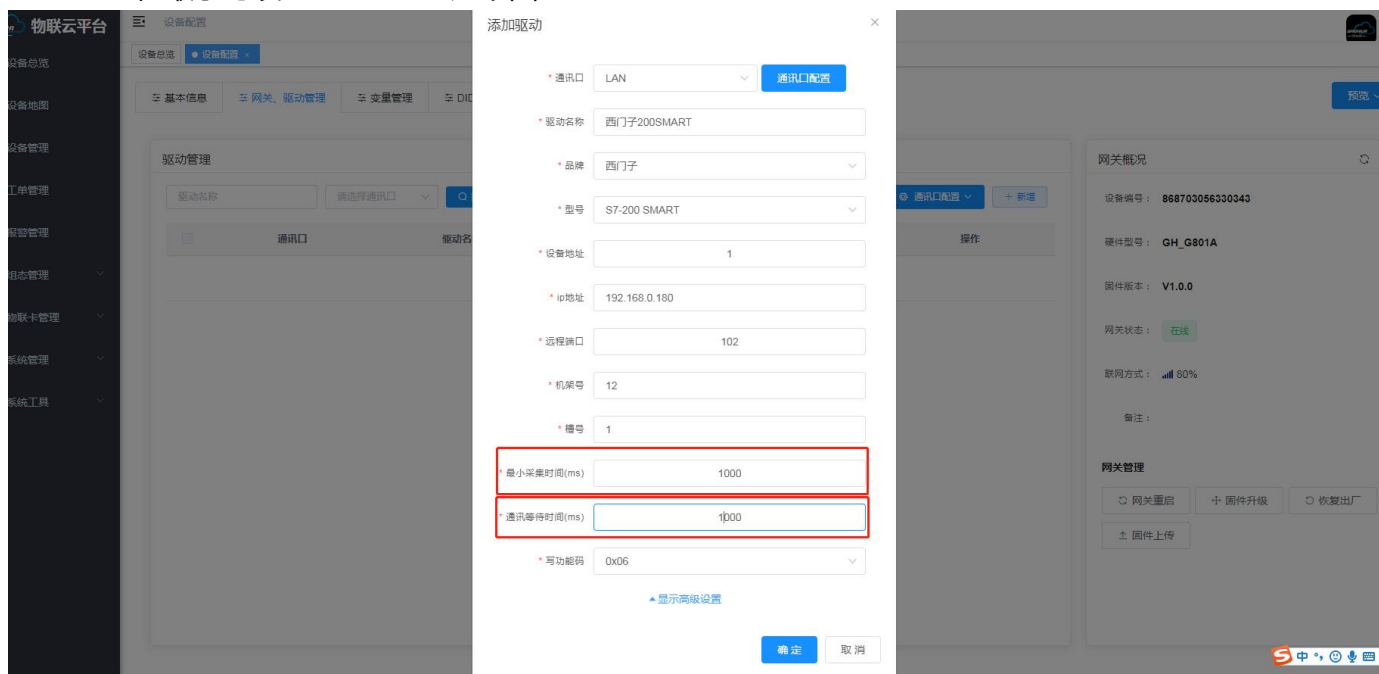 物联云平台
设备配置
设备总览
设备配置 ×
设备总览
设备地图
设备管理
工单管理
报警管理
组态管理
物联卡管理
系统管理
系统工具
基本信息
网关、驱动管理
变量管理
预览
驱动管理
驱动名称
请选择通讯口
通讯口配置
+ 新增
通讯口
操作
添加驱动
×
* 通讯口 LAN 通讯口配置
* 驱动名称 西门子200SMART
* 品牌 西门子
* 型号 S7-200 SMART
* 设备地址 1
* ip地址 192.168.0.180
* 远程端口 102
* 机架号 12
* 槽号 1
* 最小采集时间(ms) 1000
* 通讯等待时间(ms) 1000
* 写功能码 0x06
显示高级设置
确定 取消
网关概况
设备编号： 868703056330343
硬件型号： GH_G801A
固件版本： V1.0.0
网关状态： 在线
联网方式： 80%
备注：
网关管理
网关重启 固件升级 恢复出厂
固件上传
中